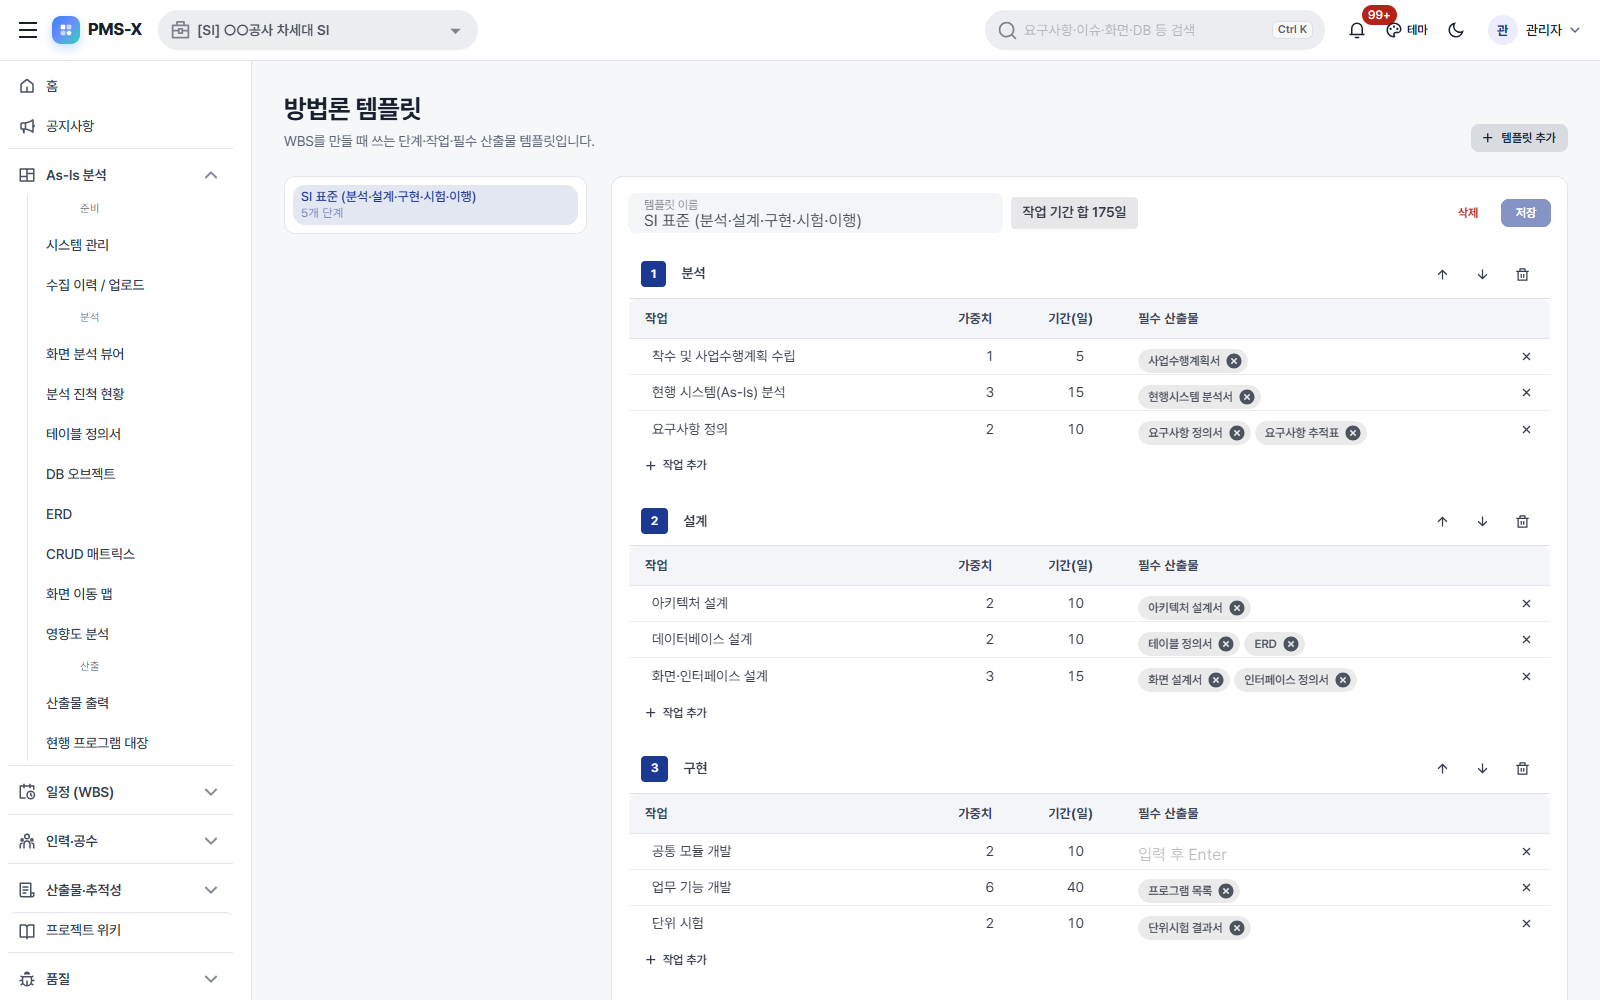 PMS-X
[SI] ○○공사 차세대 SI
요구사항·이슈·화면·DB 등 검색
Ctrl K
99+
테마
관
관리자
홈
공지사항
As-Is 분석
준비
시스템 관리
수집 이력 / 업로드
분석
화면 분석 뷰어
분석 진척 현황
테이블 정의서
DB 오브젝트
ERD
CRUD 매트릭스
화면 이동 맵
영향도 분석
산출
산출물 출력
현행 프로그램 대장
일정 (WBS)
인력·공수
산출물·추적성
프로젝트 위키
품질
방법론 템플릿
WBS를 만들 때 쓰는 단계·작업·필수 산출물 템플릿입니다.
+ 템플릿 추가
SI 표준 (분석·설계·구현·시험·이행)
5개 단계
템플릿 이름
SI 표준 (분석·설계·구현·시험·이행)
작업 기간 합 175일
삭제
저장
1 분석
작업 가중치 기간(일) 필수 산출물
착수 및 사업수행계획 수립 1 5 사업수행계획서
현행 시스템(As-Is) 분석 3 15 현행시스템 분석서
요구사항 정의 2 10 요구사항 정의서 요구사항 추적표
+ 작업 추가
2 설계
작업 가중치 기간(일) 필수 산출물
아키텍처 설계 2 10 아키텍처 설계서
데이터베이스 설계 2 10 테이블 정의서 ERD
화면·인터페이스 설계 3 15 화면 설계서 인터페이스 정의서
+ 작업 추가
3 구현
작업 가중치 기간(일) 필수 산출물
공통 모듈 개발 2 10 입력 후 Enter
업무 기능 개발 6 40 프로그램 목록
단위 시험 2 10 단위시험 결과서
+ 작업 추가